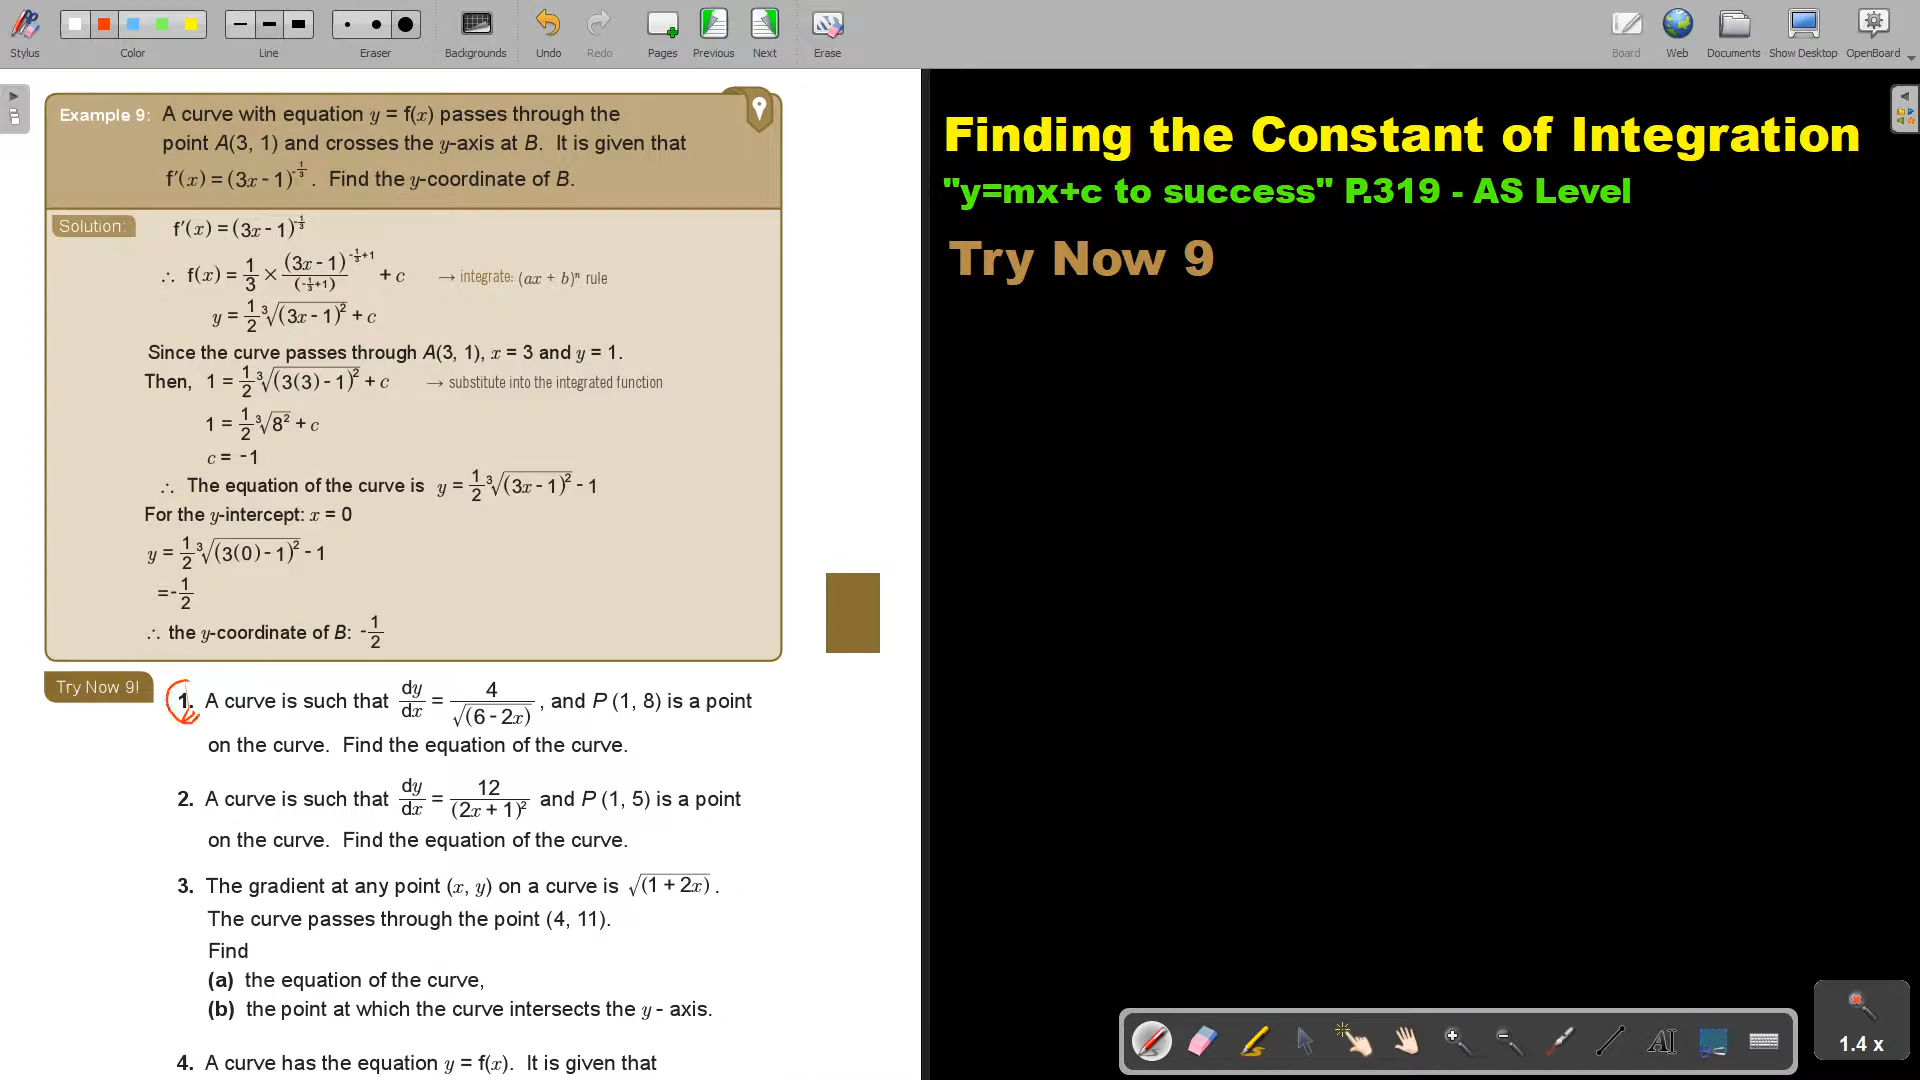 Stylus Color Line Eraser Backgrounds Undo Redo Pages Previous Next Erase Board Web Documents Show Desktop OpenBoard
Example 9: A curve with equation y = f(x) passes through the
point A(3, 1) and crosses the y-axis at B. It is given that
f′(x) = (3x - 1)^(-1/3). Find the y-coordinate of B.
Solution:
f′(x) = (3x - 1)^(-1/3)
∴ f(x) = 1/3 × (3x - 1)^(-1/3+1)/(-1/3+1) + c → integrate: (ax + b)ⁿ rule
y = 1/2 ³√((3x - 1)²) + c
Since the curve passes through A(3, 1), x = 3 and y = 1.
Then, 1 = 1/2 ³√((3(3) - 1)²) + c → substitute into the integrated function
1 = 1/2 ³√(8²) + c
c = -1
∴ The equation of the curve is y = 1/2 ³√((3x - 1)²) - 1
For the y-intercept: x = 0
y = 1/2 ³√((3(0) - 1)²) - 1
=-1/2
∴ the y-coordinate of B: -1/2
Try Now 9!
1. A curve is such that dy/dx = 4/√(6 - 2x), and P (1, 8) is a point
on the curve. Find the equation of the curve.
2. A curve is such that dy/dx = 12/(2x + 1)² and P (1, 5) is a point
on the curve. Find the equation of the curve.
3. The gradient at any point (x, y) on a curve is √(1 + 2x).
The curve passes through the point (4, 11).
Find
(a) the equation of the curve,
(b) the point at which the curve intersects the y - axis.
4. A curve has the equation y = f(x). It is given that
Finding the Constant of Integration
"y=mx+c to success" P.319 - AS Level
Try Now 9
AI
1.4 x